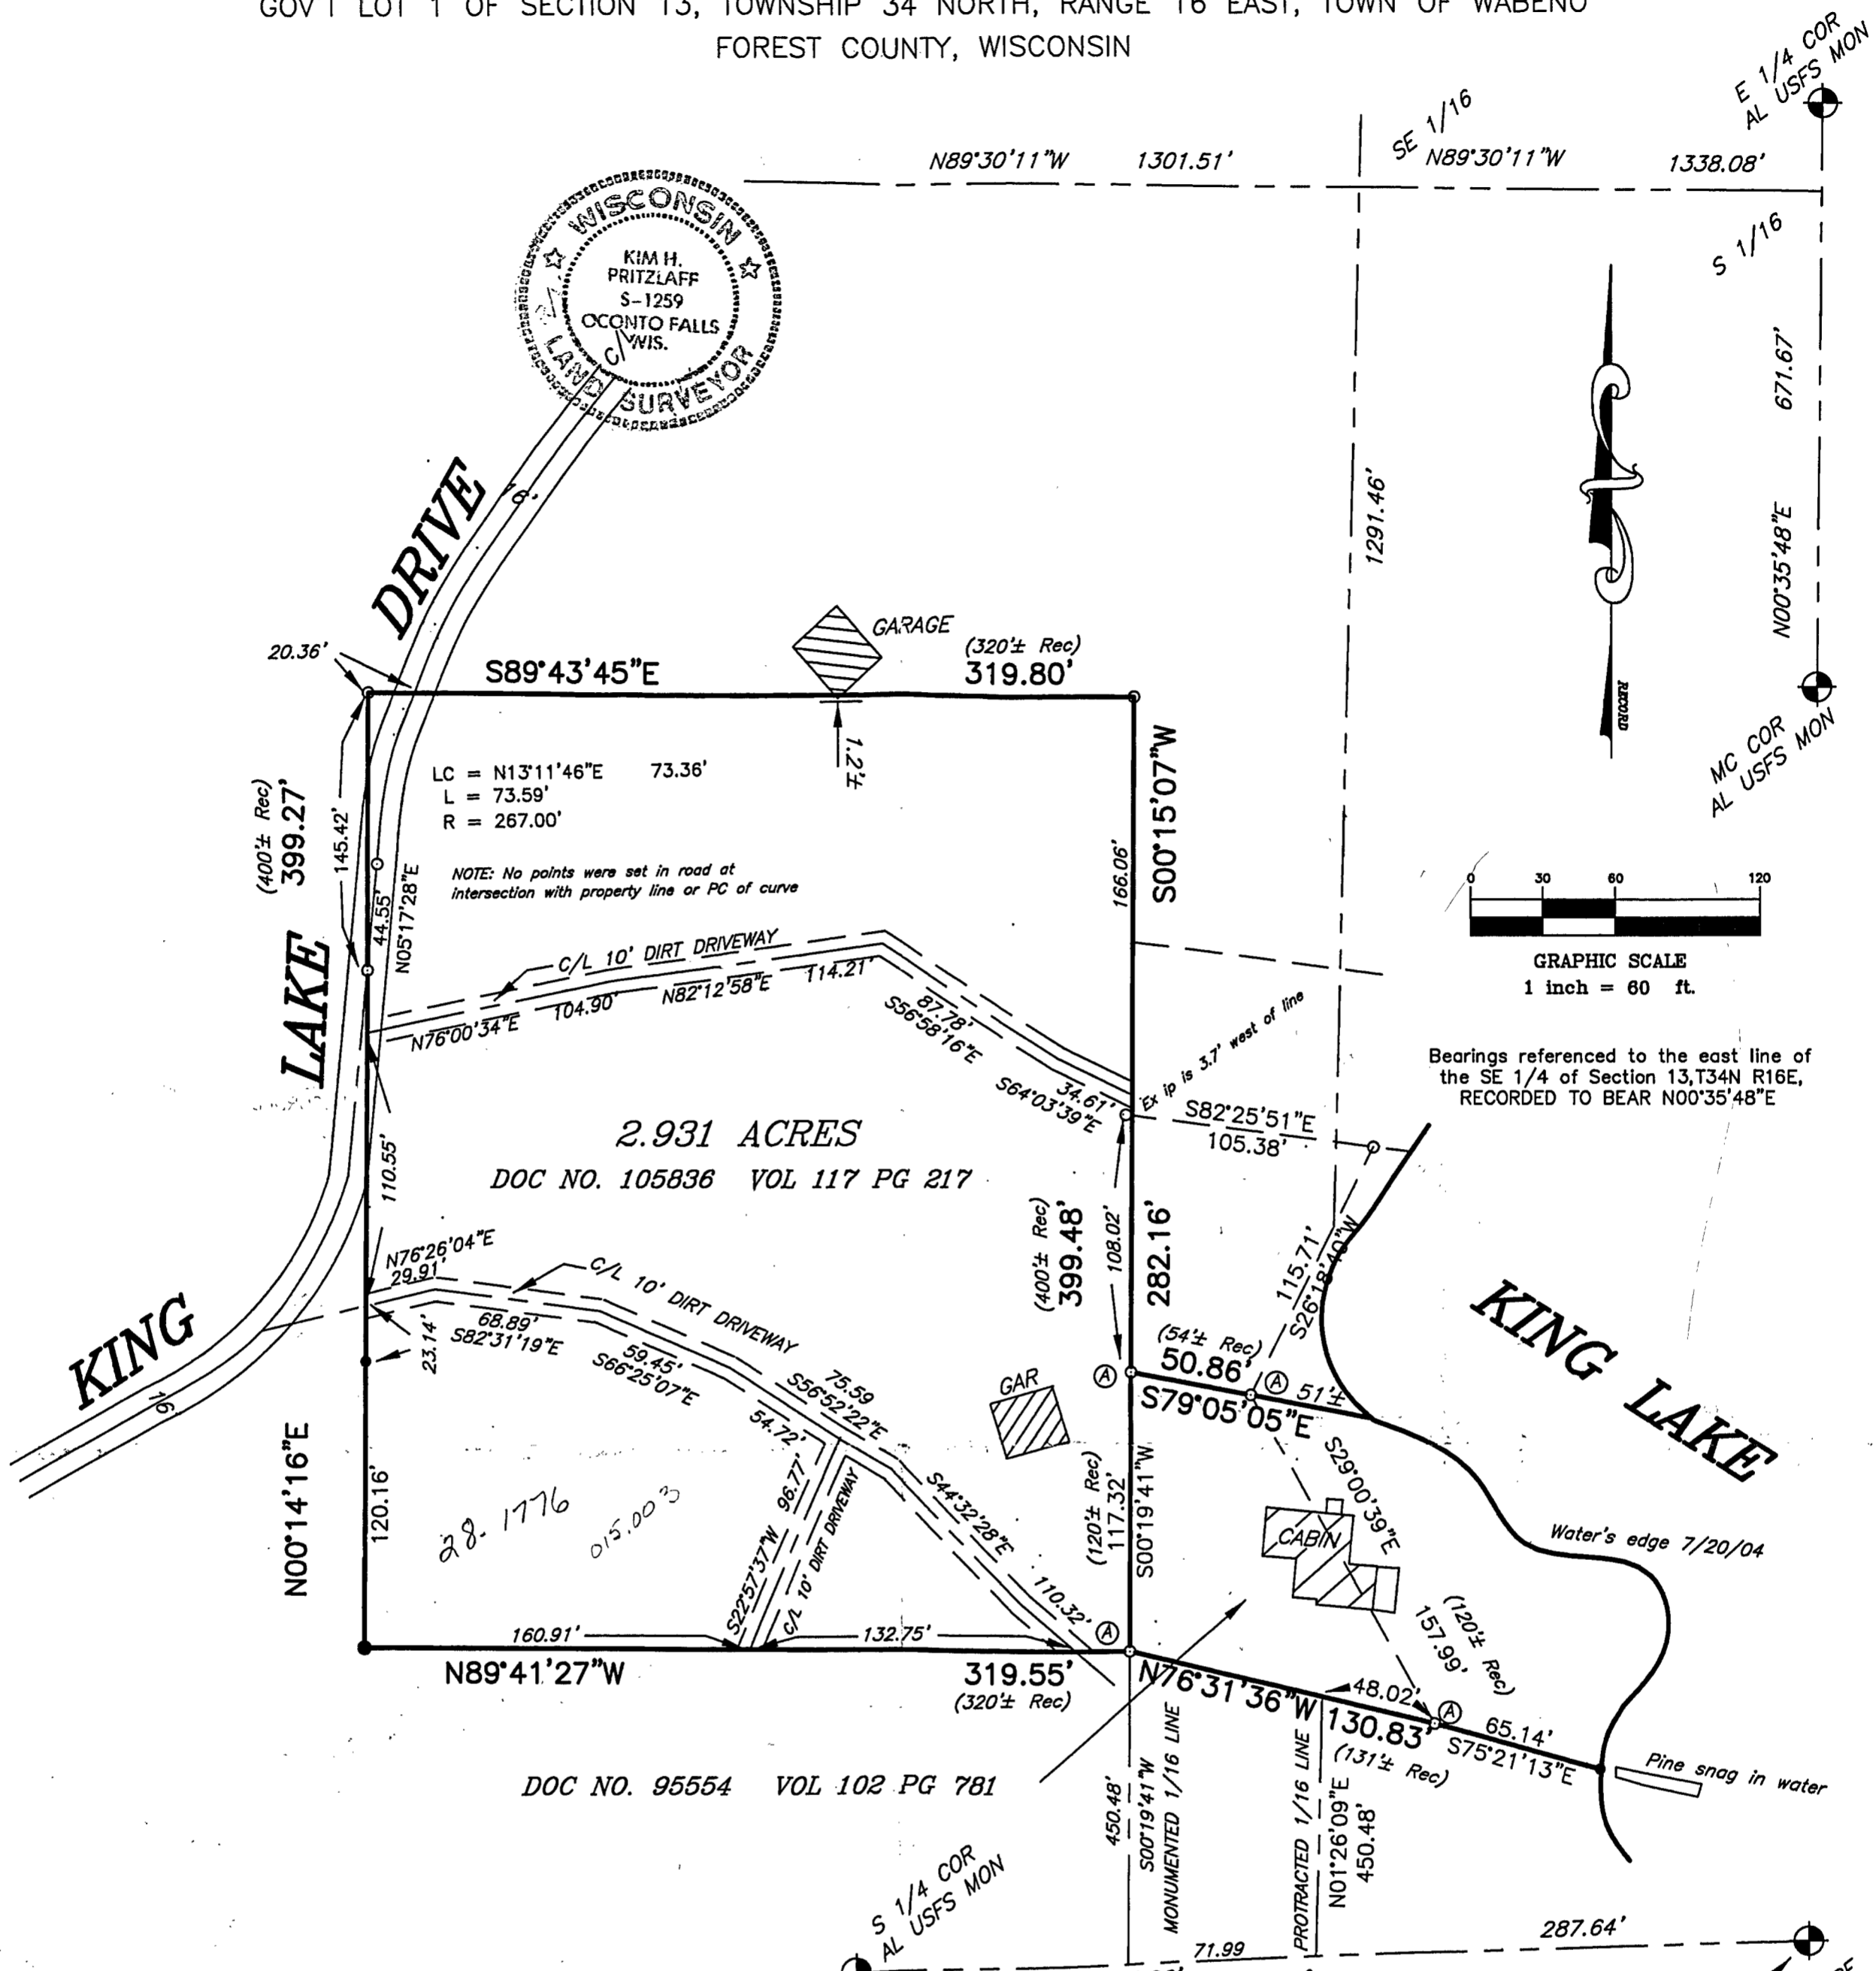 GOV'T LOT 1 OF SECTION 13, TOWNSHIP 34 NORTH, RANGE 16 EAST, TOWN OF WABENO
FOREST COUNTY, WISCONSIN
E 1/4 COR
AL USFS MON
SE 1/16
N89°30'11"W 1301.51'
N89°30'11"W 1338.08'
S 1/16
WISCONSIN
KIM H.
PRITZLAFF
S-1259
OCONTO FALLS
WIS.
LAND SURVEYOR
C/
671.67'
N00°35'48"E
1291.46'
RECORD
MC COR
AL USFS MON
KING LAKE DRIVE
16'
20.36'
S89°43'45"E
GARAGE
(320'± Rec)
319.80'
1.2'±
LC = N13°11'46"E 73.36'
L = 73.59'
R = 267.00'
(400'± Rec)
399.27'
145.42'
NOTE: No points were set in road at
intersection with property line or PC of curve
44.55'
N05°17'28"E
166.06'
S00°15'07"W
0 30 60 120
GRAPHIC SCALE
1 inch = 60 ft.
C/L 10' DIRT DRIVEWAY
N76°00'34"E 104.90'
N82°12'58"E 114.21'
87.78'
S56°58'16"E
34.61'
S64°03'39"E
Ex ip is 3.7' west of line
S82°25'51"E
105.38'
Bearings referenced to the east line of
the SE 1/4 of Section 13,T34N R16E,
RECORDED TO BEAR N00°35'48"E
2.931 ACRES
DOC NO. 105836 VOL 117 PG 217
110.55'
(400'± Rec)
399.48'
108.02'
282.16'
115.71'
S26°18'40"W
KING LAKE
N76°26'04"E
29.91'
C/L 10' DIRT DRIVEWAY
23.14'
68.89'
S82°31'19"E
59.45'
S66°25'07"E
75.59
S56°52'22"E
54.72'
(54'± Rec)
50.86'
A
A
51'±
S79°05'05"E
GAR
16'
N00°14'16"E
120.16'
28-1776
015.003
96.77'
S22°57'37"W
C/L 10' DIRT DRIVEWAY
S44°32'28"E
110.32'
(120'± Rec)
117.32'
S00°19'41"W
S29°00'39"E
CABIN
Water's edge 7/20/04
(120'± Rec)
157.99'
160.91'
132.75'
A
N89°41'27"W
319.55'
(320'± Rec)
N76°31'36"W
48.02'
130.83'
(131'± Rec)
A
65.14'
S75°21'13"E
Pine snag in water
DOC NO. 95554 VOL 102 PG 781
450.48'
S00°19'41"W
MONUMENTED 1/16 LINE
PROTRACTED 1/16 LINE
N01°26'09"E
450.48'
S 1/4 COR
AL USFS MON
71.99
287.64'